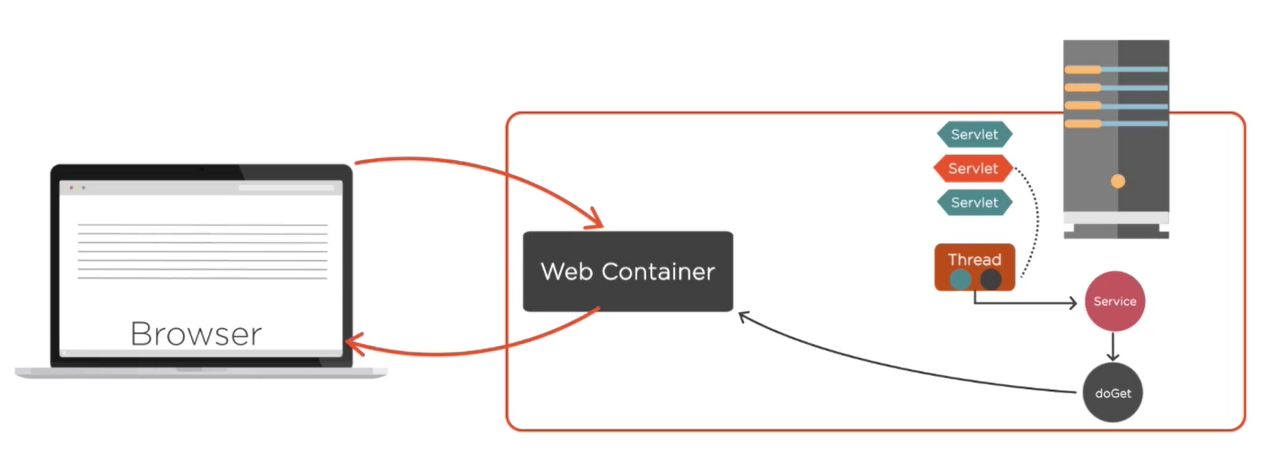 Browser
Web Container
Servlet
Servlet
Servlet
Thread
Service
doGet